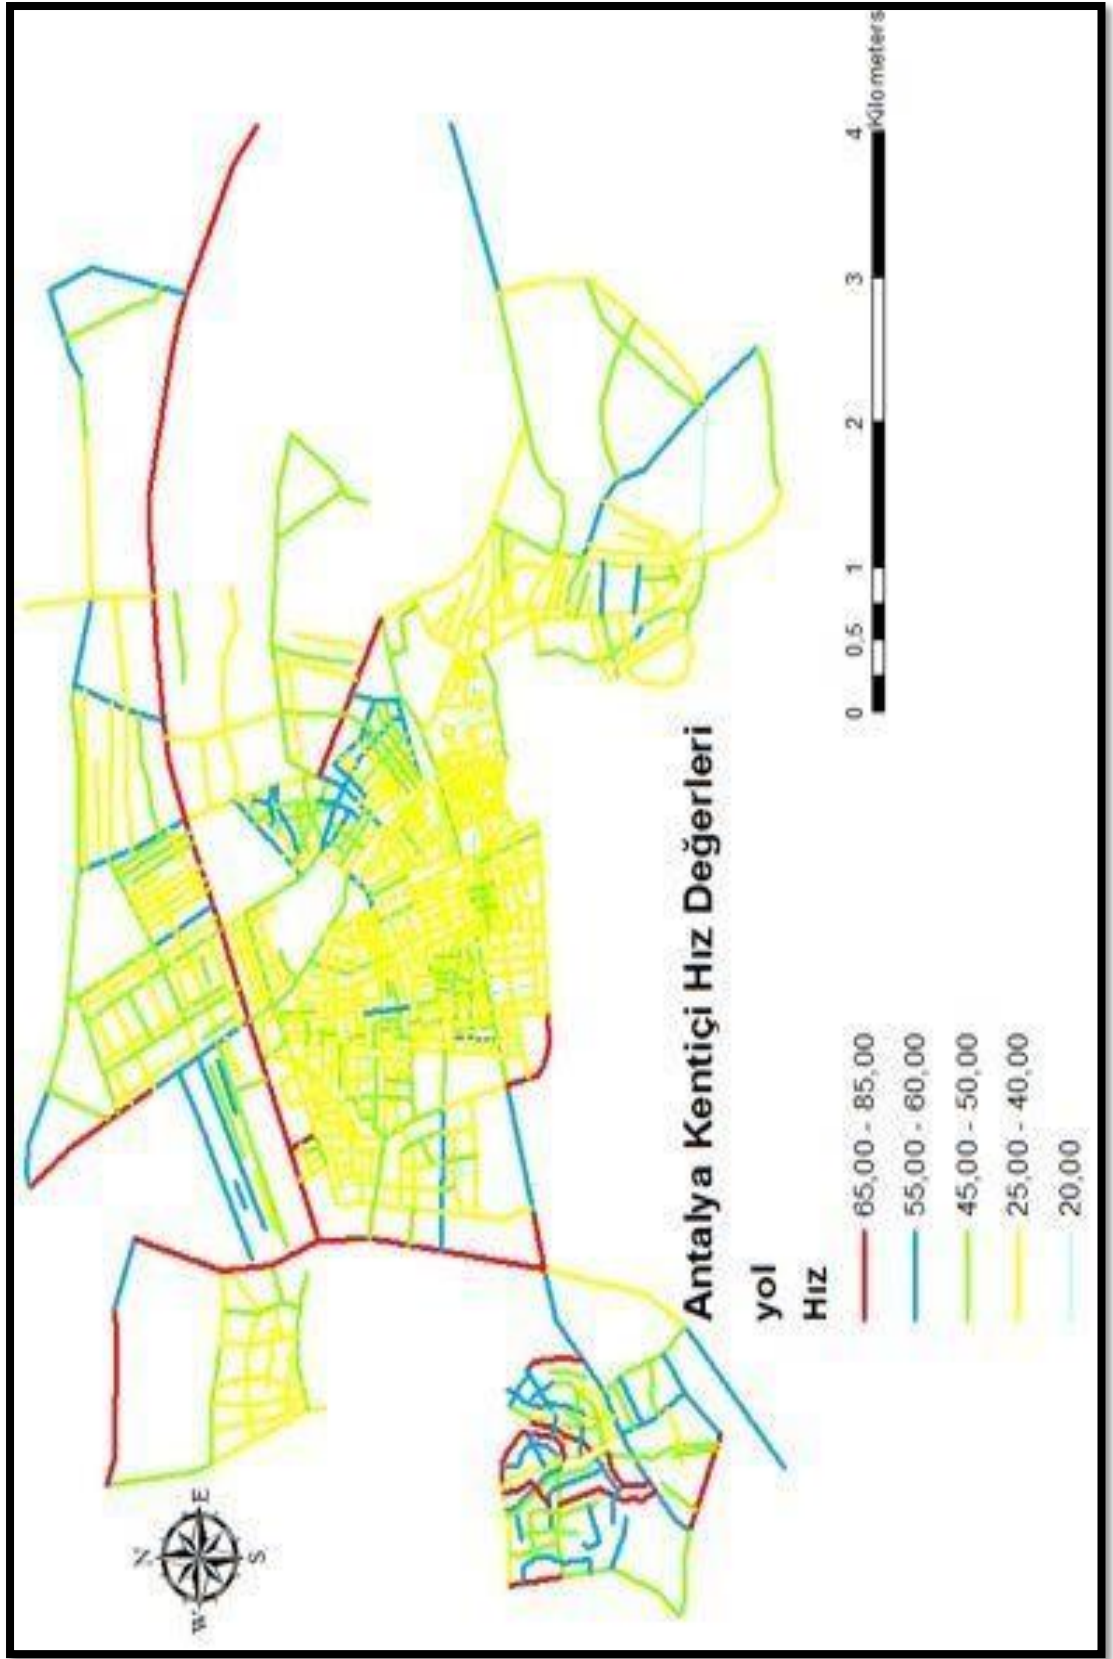 N
W
E
S
Antalya Kentiçi Hız Değerleri
yol
Hız
65,00 - 85,00
55,00 - 60,00
45,00 - 50,00
25,00 - 40,00
20,00
0 0,5 1 2 3 4
Kilometers